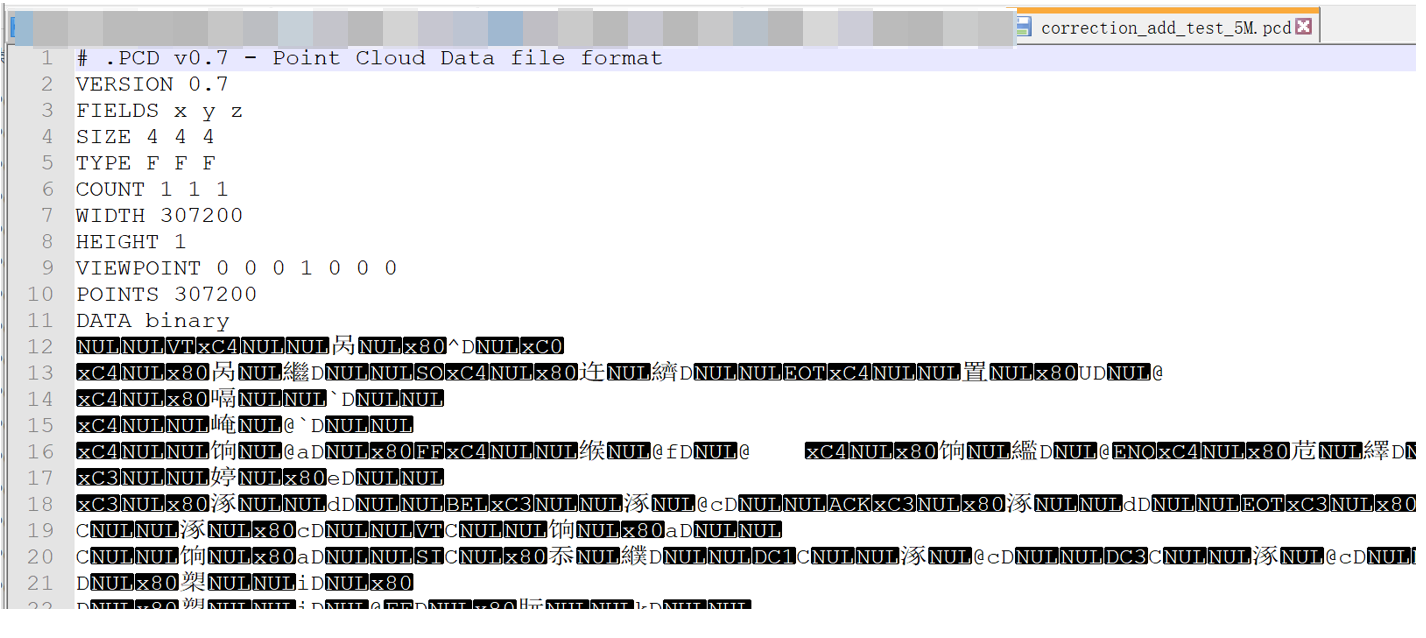 correction_add_test_5M.pcd
1 # .PCD v0.7 - Point Cloud Data file format
2 VERSION 0.7
3 FIELDS x y z
4 SIZE 4 4 4
5 TYPE F F F
6 COUNT 1 1 1
7 WIDTH 307200
8 HEIGHT 1
9 VIEWPOINT 0 0 0 1 0 0 0
10 POINTS 307200
11 DATA binary
12 NULNULVTxC4NULNUL呙NULx80^DNULxC0
13 xC4NULx80呙NUL繼DNULNULSOxC4NULx80迕NUL纃DNULNULEOTxC4NULNUL置NULx80UDNUL@
14 xC4NULx80嗝NULNUL`DNULNUL
15 xC4NULNUL崦NUL@`DNULNUL
16 xC4NULNUL饷NUL@aDNULx80FFxC4NULNUL缑NUL@fDNUL@ xC4NULx80饷NUL繿DNUL@ENQxC4NULx80苊NUL繹DN
17 xC3NULNUL婷NULx80eDNULNUL
18 xC3NULx80涿NULNULdDNULNULBELxC3NULNUL涿NUL@cDNULNULACKxC3NULx80涿NULNULdDNULNULEOTxC3NULx80
19 CNULNUL涿NULx80cDNULNULVTCNULNUL饷NULx80aDNULNUL
20 CNULNUL饷NULx80aDNULNULSICNULx80忝NUL纀DNULNULDC1CNULNUL涿NUL@cDNULNULDC3CNULNUL涿NUL@cDNUL
21 DNULx80槊NULNULiDNULx80
22